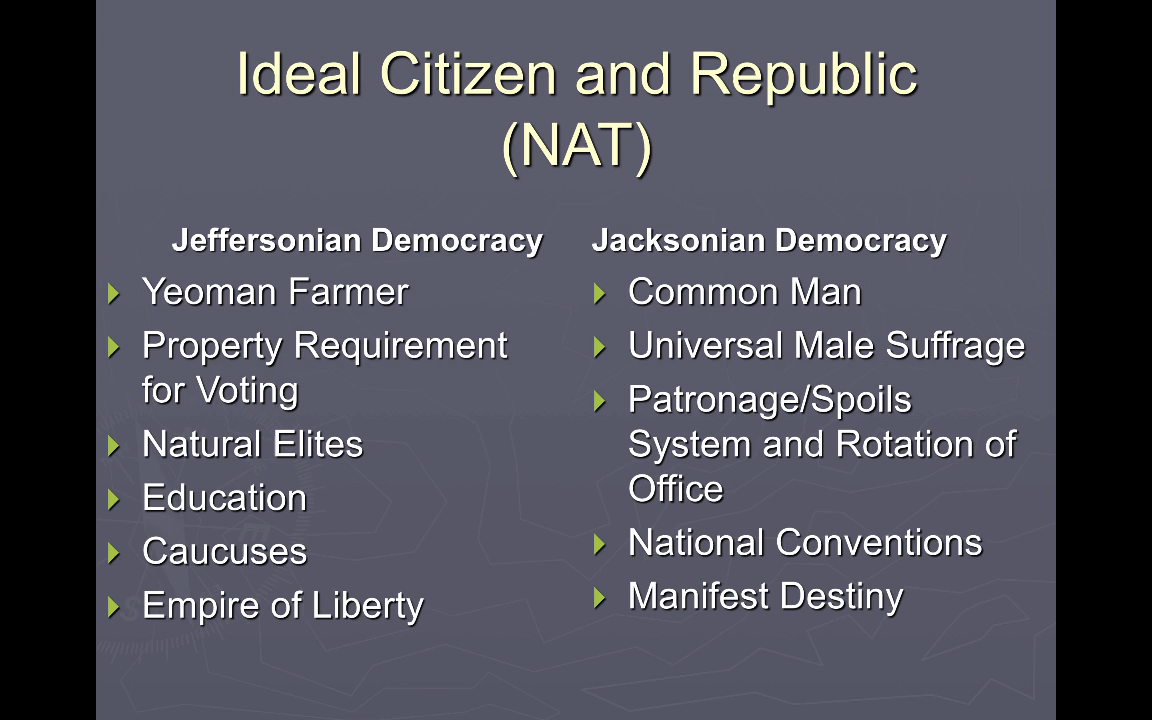 Ideal Citizen and Republic
(NAT)
Jeffersonian Democracy
Yeoman Farmer
Property Requirement
for Voting
Natural Elites
Education
Caucuses
Empire of Liberty
Jacksonian Democracy
Common Man
Universal Male Suffrage
Patronage/Spoils
System and Rotation of
Office
National Conventions
Manifest Destiny